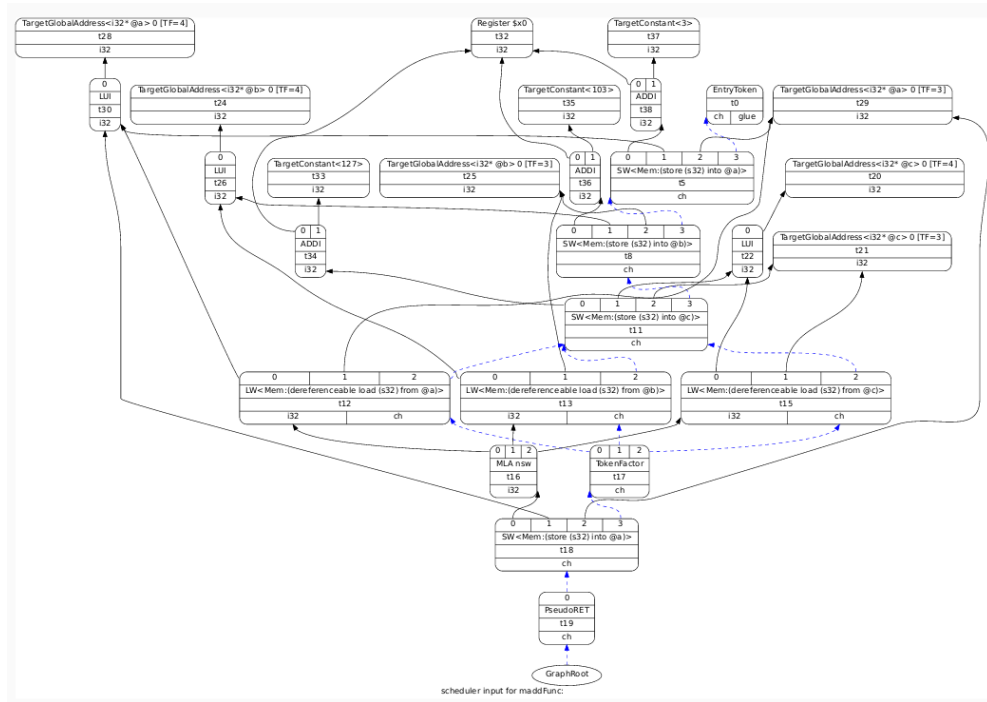 TargetGlobalAddress<i32* @a> 0 [TF=4]
t28
i32
Register $x0
t32
i32
TargetConstant<3>
t37
i32
0
LUI
t30
i32
TargetGlobalAddress<i32* @b> 0 [TF=4]
t24
i32
TargetConstant<103>
t35
i32
0 1
ADDI
t38
i32
EntryToken
t0
ch glue
TargetGlobalAddress<i32* @a> 0 [TF=3]
t29
i32
0
LUI
t26
i32
TargetConstant<127>
t33
i32
TargetGlobalAddress<i32* @b> 0 [TF=3]
t25
i32
0 1
ADDI
t36
i32
0 1 2 3
SW<Mem:(store (s32) into @a)>
t5
ch
TargetGlobalAddress<i32* @c> 0 [TF=4]
t20
i32
0 1
ADDI
t34
i32
0 1 2 3
SW<Mem:(store (s32) into @b)>
t8
ch
0
LUI
t22
i32
TargetGlobalAddress<i32* @c> 0 [TF=3]
t21
i32
0 1 2 3
SW<Mem:(store (s32) into @c)>
t11
ch
0 1 2
LW<Mem:(dereferenceable load (s32) from @a)>
t12
i32 ch
0 1 2
LW<Mem:(dereferenceable load (s32) from @b)>
t13
i32 ch
0 1 2
LW<Mem:(dereferenceable load (s32) from @c)>
t15
i32 ch
0 1 2
MLA nsw
t16
i32
0 1 2
TokenFactor
t17
ch
0 1 2 3
SW<Mem:(store (s32) into @a)>
t18
ch
0
PseudoRET
t19
ch
GraphRoot
scheduler input for maddFunc: